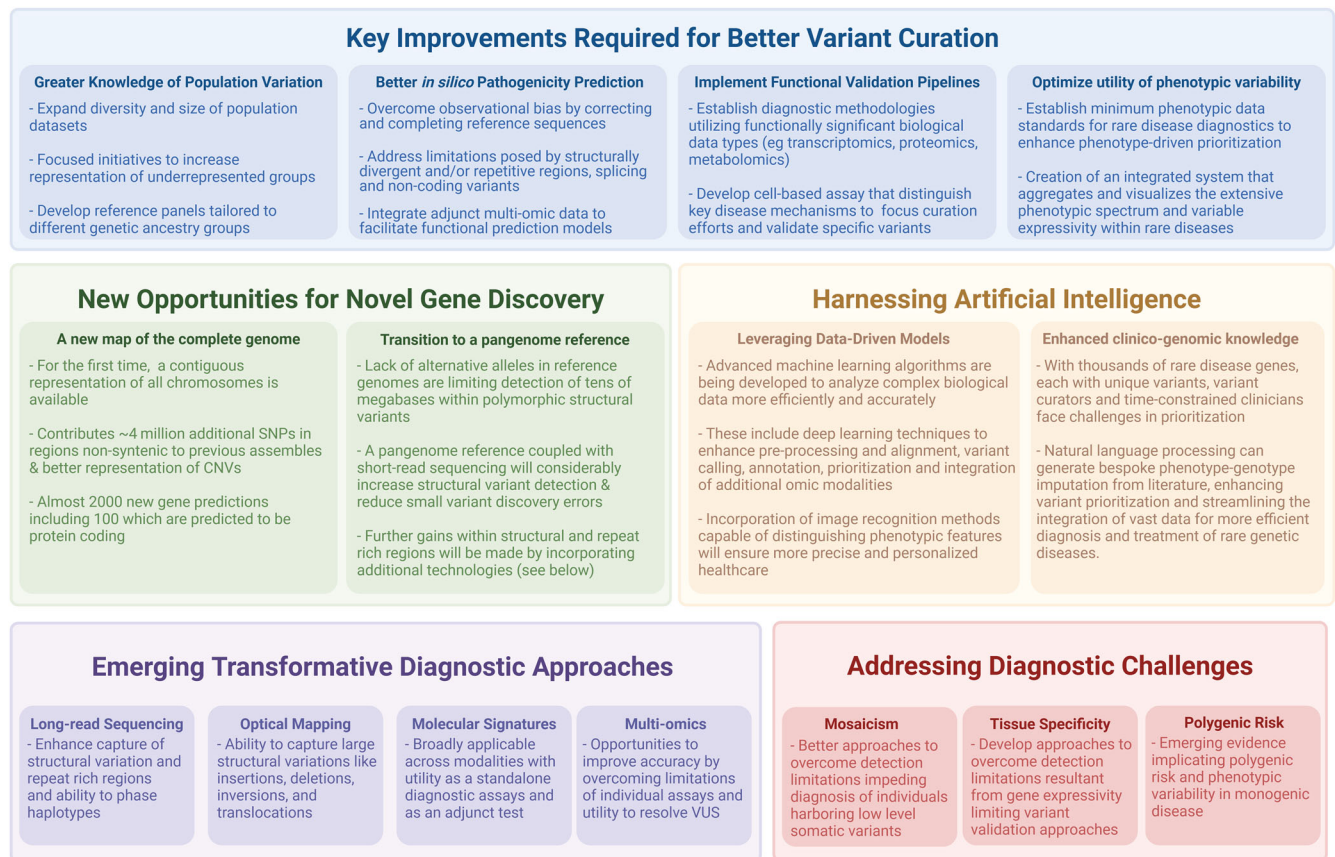 Key Improvements Required for Better Variant Curation
Greater Knowledge of Population Variation
- Expand diversity and size of population
datasets
- Focused initiatives to increase
representation of underrepresented groups
- Develop reference panels tailored to
different genetic ancestry groups
Better in silico Pathogenicity Prediction
- Overcome observational bias by correcting
and completing reference sequences
- Address limitations posed by structurally
divergent and/or repetitive regions, splicing
and non-coding variants
- Integrate adjunct multi-omic data to
facilitate functional prediction models
Implement Functional Validation Pipelines
- Establish diagnostic methodologies
utilizing functionally significant biological
data types (eg transcriptomics, proteomics,
metabolomics)
- Develop cell-based assay that distinguish
key disease mechanisms to focus curation
efforts and validate specific variants
Optimize utility of phenotypic variability
- Establish minimum phenotypic data
standards for rare disease diagnostics to
enhance phenotype-driven prioritization
- Creation of an integrated system that
aggregates and visualizes the extensive
phenotypic spectrum and variable
expressivity within rare diseases
New Opportunities for Novel Gene Discovery
A new map of the complete genome
- For the first time, a contiguous
representation of all chromosomes is
available
- Contributes ~4 million additional SNPs in
regions non-syntenic to previous assembles
& better representation of CNVs
- Almost 2000 new gene predictions
including 100 which are predicted to be
protein coding
Transition to a pangenome reference
- Lack of alternative alleles in reference
genomes are limiting detection of tens of
megabases within polymorphic structural
variants
- A pangenome reference coupled with
short-read sequencing will considerably
increase structural variant detection &
reduce small variant discovery errors
- Further gains within structural and repeat
rich regions will be made by incorporating
additional technologies (see below)
Harnessing Artificial Intelligence
Leveraging Data-Driven Models
- Advanced machine learning algorithms are
being developed to analyze complex biological
data more efficiently and accurately
- These include deep learning techniques to
enhance pre-processing and alignment, variant
calling, annotation, prioritization and integration
of additional omic modalities
- Incorporation of image recognition methods
capable of distinguishing phenotypic features
will ensure more precise and personalized
healthcare
Enhanced clinico-genomic knowledge
- With thousands of rare disease genes,
each with unique variants, variant
curators and time-constrained clinicians
face challenges in prioritization
- Natural language processing can
generate bespoke phenotype-genotype
imputation from literature, enhancing
variant prioritization and streamlining the
integration of vast data for more efficient
diagnosis and treatment of rare genetic
diseases.
Emerging Transformative Diagnostic Approaches
Long-read Sequencing
- Enhance capture of
structural variation and
repeat rich regions
and ability to phase
haplotypes
Optical Mapping
- Ability to capture large
structural variations like
insertions, deletions,
inversions, and
translocations
Molecular Signatures
- Broadly applicable
across modalities with
utility as a standalone
diagnostic assays and
as an adjunct test
Multi-omics
- Opportunities to
improve accuracy by
overcoming limitations
of individual assays and
utility to resolve VUS
Addressing Diagnostic Challenges
Mosaicism
- Better approaches to
overcome detection
limitations impeding
diagnosis of individuals
harboring low level
somatic variants
Tissue Specificity
- Develop approaches to
overcome detection
limitations resultant
from gene expressivity
limiting variant
validation approaches
Polygenic Risk
- Emerging evidence
implicating polygenic
risk and phenotypic
variability in monogenic
disease